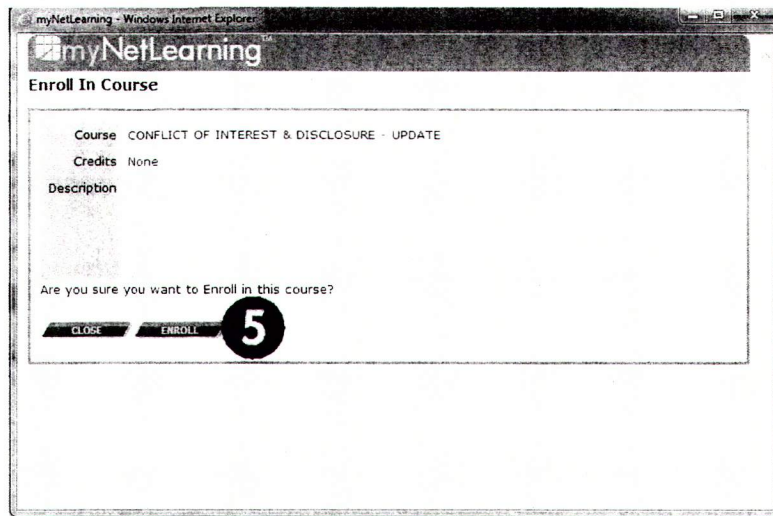 myNetLearning - Windows Internet Explorer
myNetLearning™
Enroll In Course
Course CONFLICT OF INTEREST & DISCLOSURE - UPDATE
Credits None
Description
Are you sure you want to Enroll in this course?
CLOSE ENROLL 5